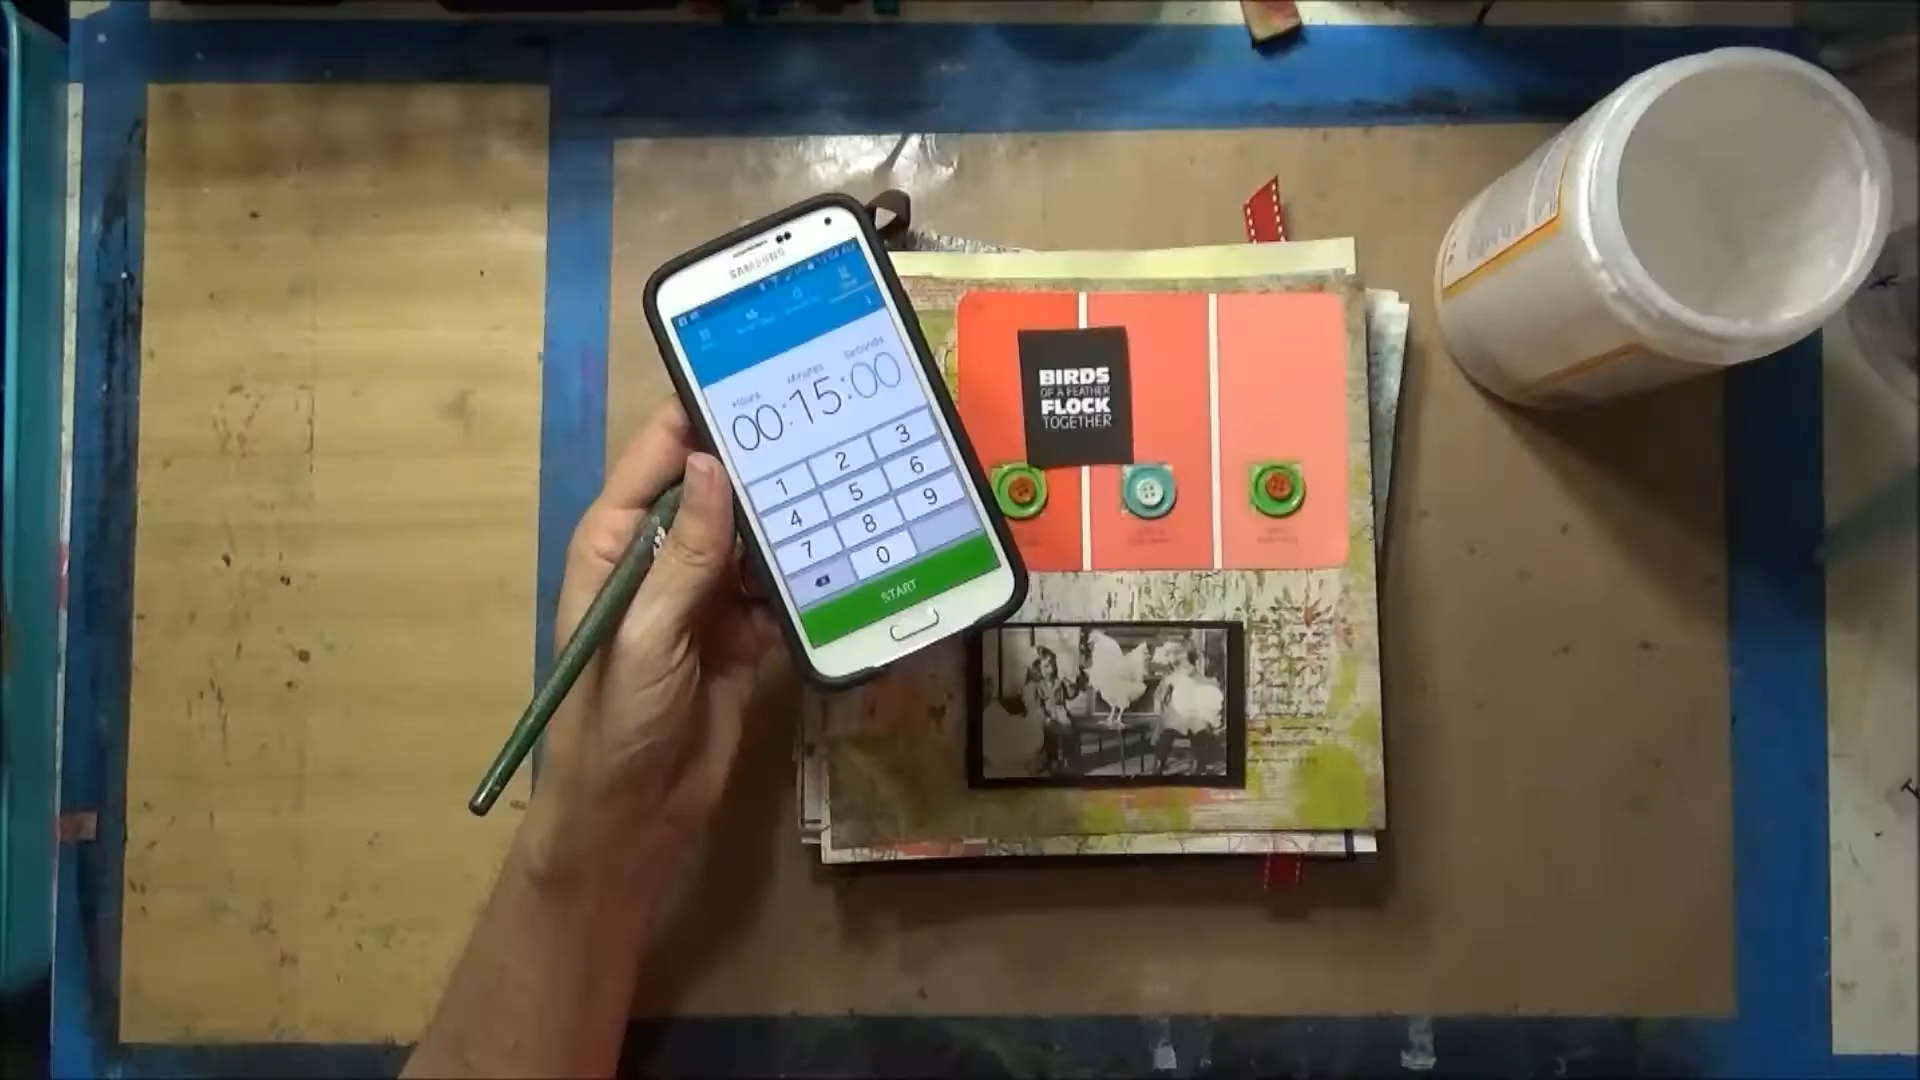 SAMSUNG
Hours Minutes Seconds
00:15:00
1 2 3
4 5 6
7 8 9
0
START
BIRDS
OF A FEATHER
FLOCK
TOGETHER